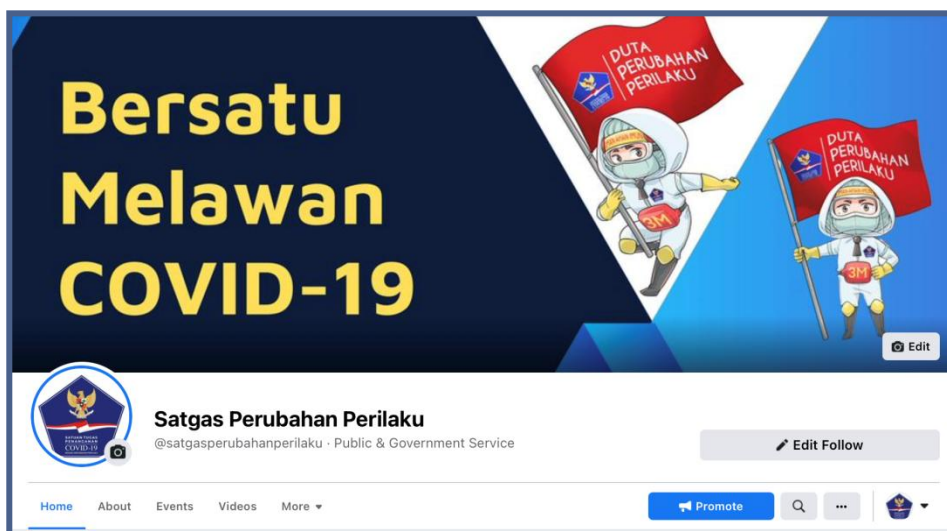 Bersatu
Melawan
COVID-19
DUTA
PERUBAHAN
PERILAKU
DUTA
PERUBAHAN
PERILAKU
3M
3M
Edit
SATUAN TUGAS
PENANGANAN
COVID-19
Satgas Perubahan Perilaku
@satgasperubahanperilaku · Public & Government Service
Edit Follow
Home About Events Videos More
Promote